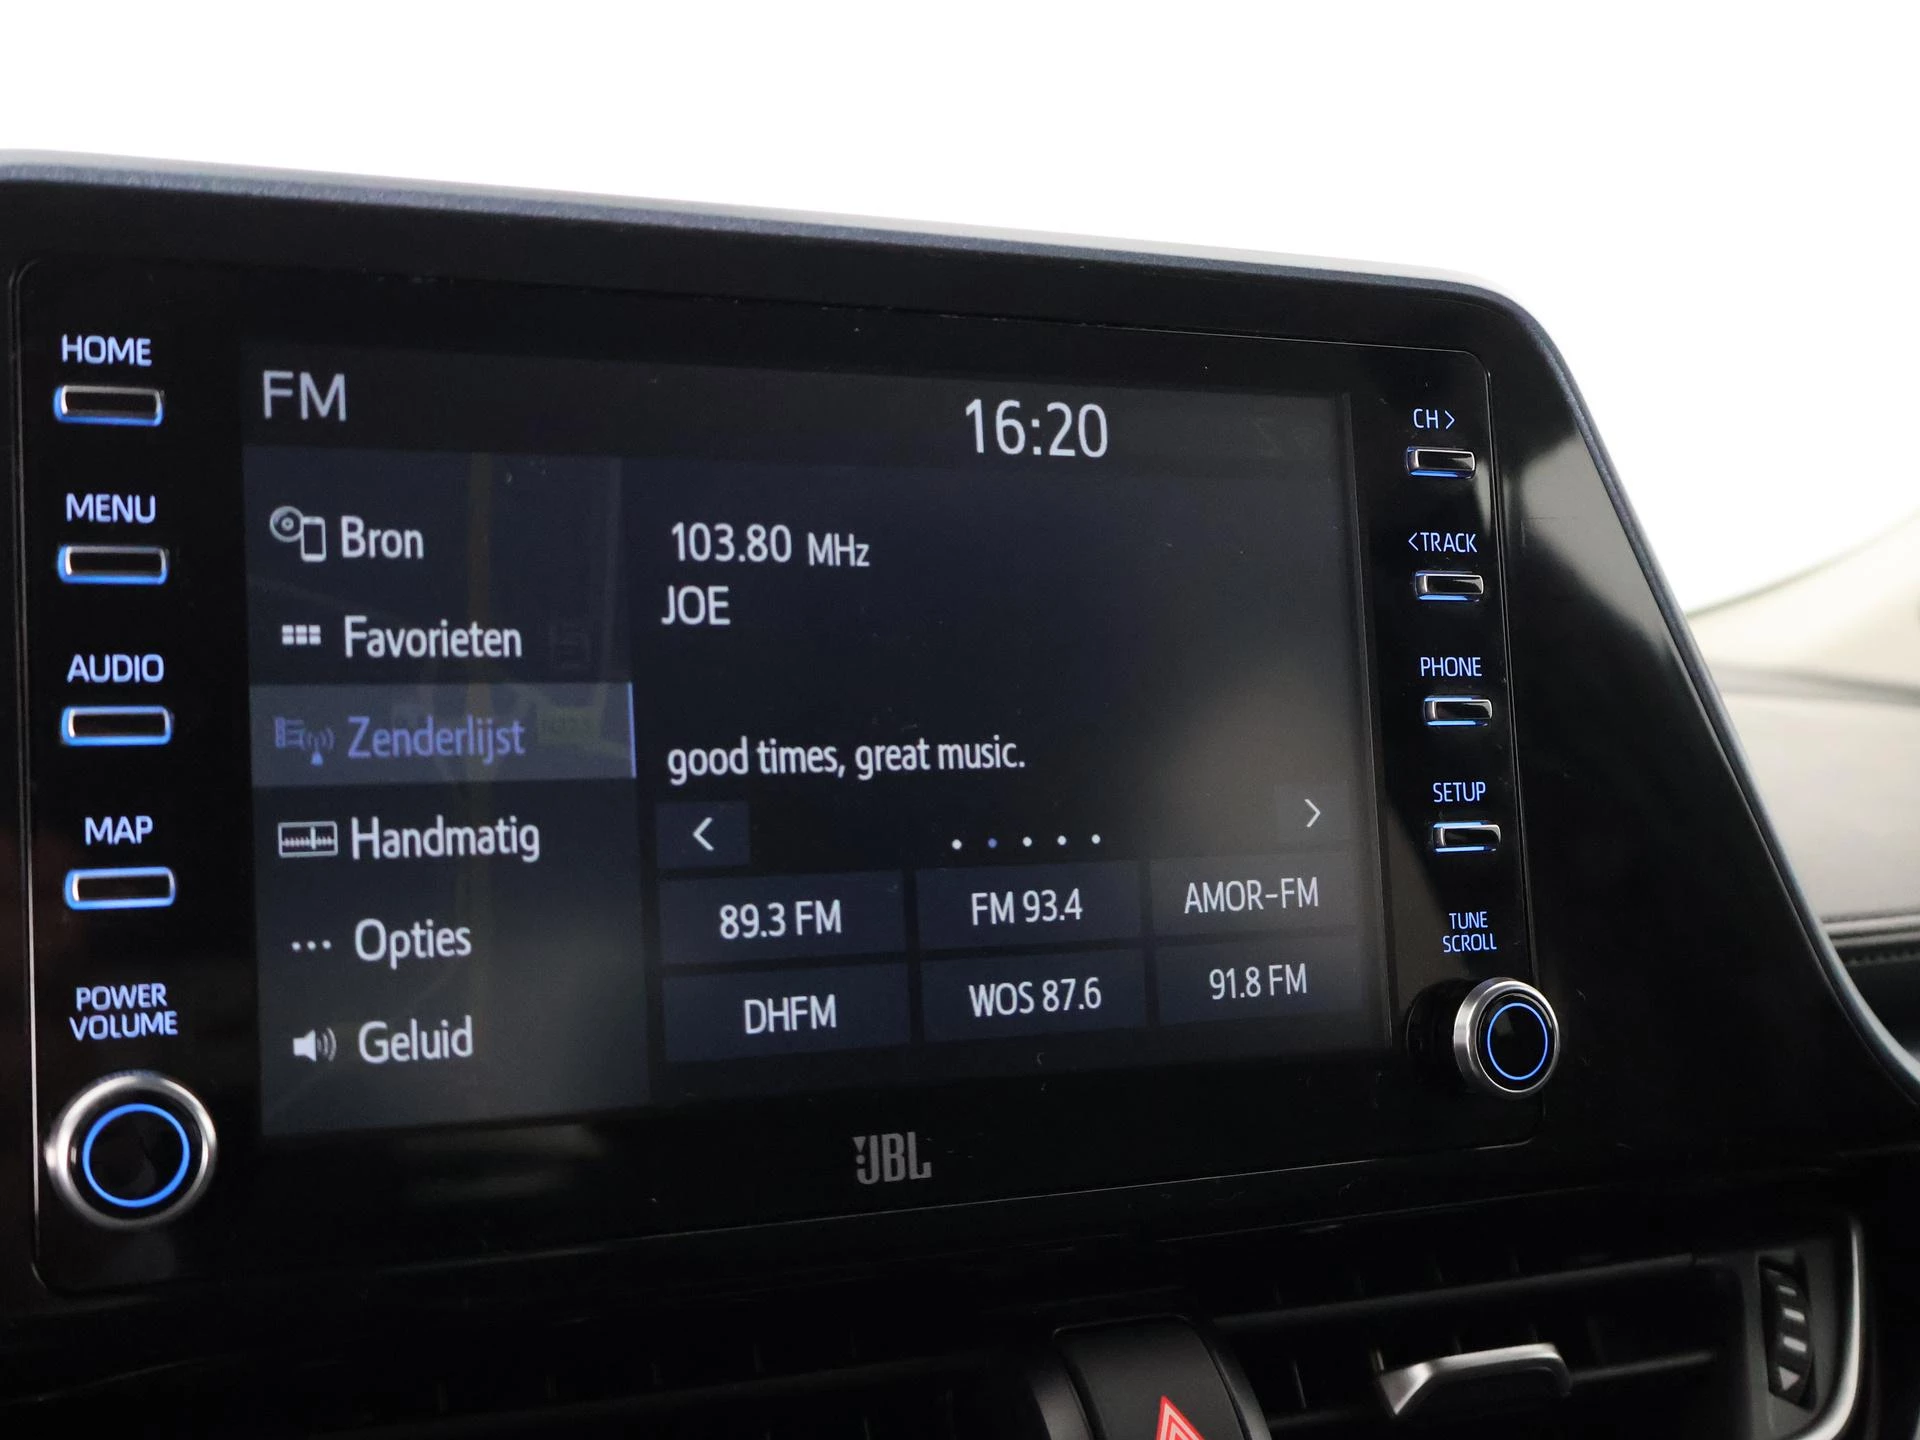 HOME
MENU
AUDIO
MAP
POWER
VOLUME
FM
16:20
Bron
Favorieten
Zenderlijst
Handmatig
Opties
Geluid
103.80 MHz
JOE
good times, great music.
89.3 FM
FM 93.4
AMOR-FM
DHFM
WOS 87.6
91.8 FM
JBL
CH >
< TRACK
PHONE
SETUP
TUNE
SCROLL